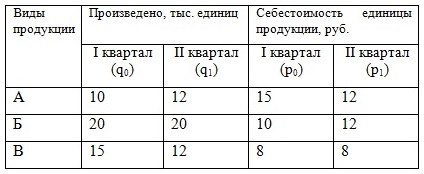 Виды продукции | Произведено, тыс. единиц | Себестоимость единицы продукции, руб.
I квартал (q0) | II квартал (q1) | I квартал (p0) | II квартал (p1)
А | 10 | 12 | 15 | 12
Б | 20 | 20 | 10 | 12
В | 15 | 12 | 8 | 8